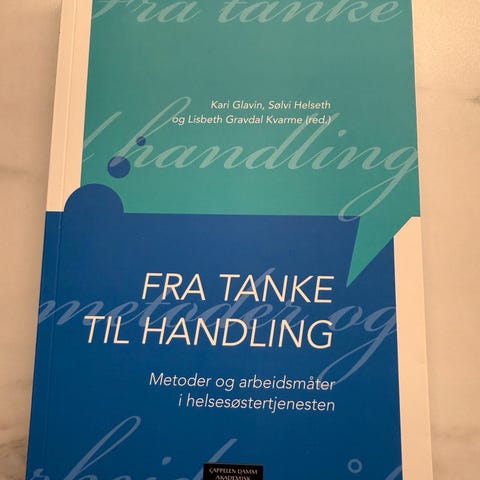 Fra tanke
Kari Glavin, Sølvi Helseth
og Lisbeth Gravdal Kvarme (red.)
l handling
FRA TANKE
metoder og
TIL HANDLING
Metoder og arbeidsmåter
i helsesøstertjenesten
CAPPELEN DAMM
AKADEMISK